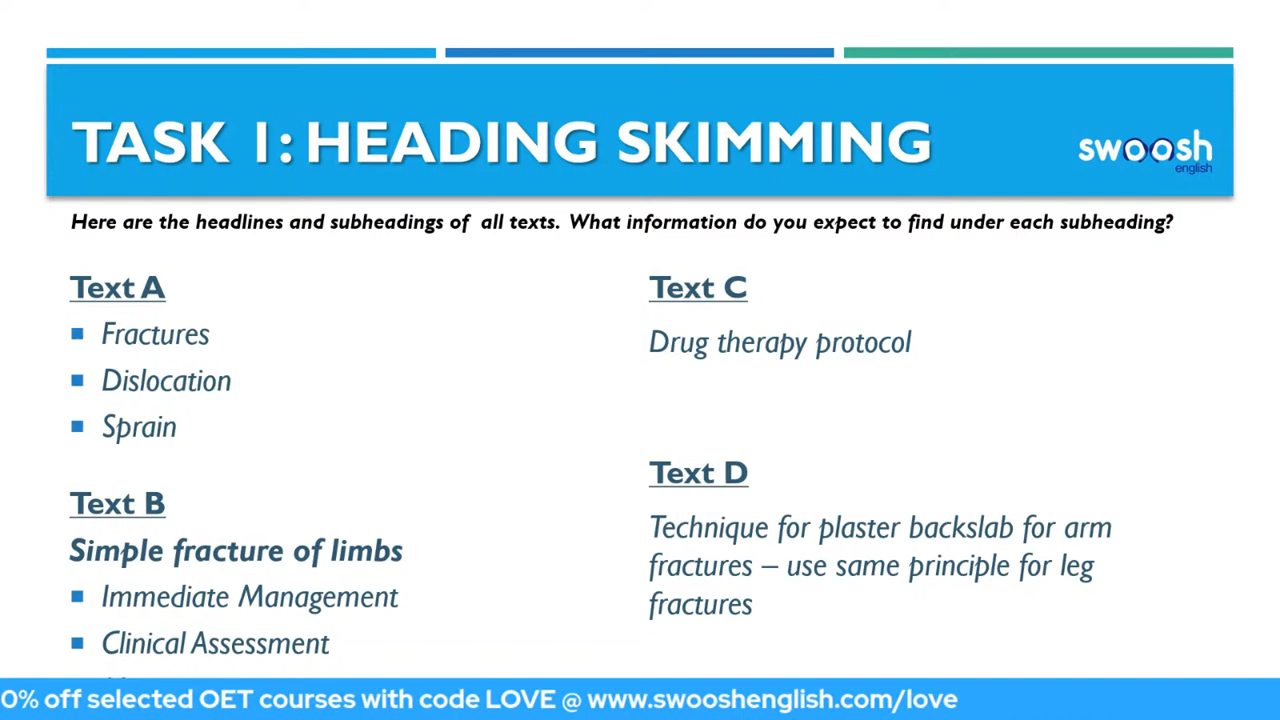 TASK 1: HEADING SKIMMING
swoosh
english
Here are the headlines and subheadings of all texts. What information do you expect to find under each subheading?
Text A
Fractures
Dislocation
Sprain
Text B
Simple fracture of limbs
Immediate Management
Clinical Assessment
Text C
Drug therapy protocol
Text D
Technique for plaster backslab for arm
fractures – use same principle for leg
fractures
0% off selected OET courses with code LOVE @ www.swooshenglish.com/love